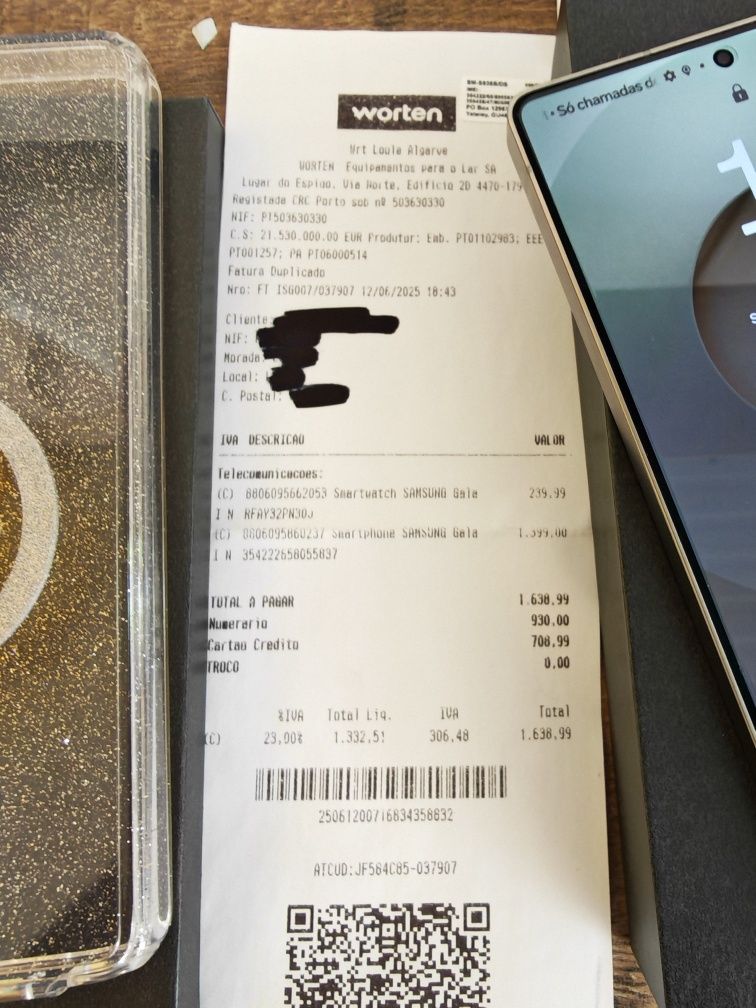 worten
Wrt Loule Algarve
WORTEN Equipamentos para o Lar SA
Lugar do Espido, Via Norte, Edificio 2D 4470-179
Registada CRC Porto sob nº 503630330
NIF: PT503630330
C.S: 21.530.000.00 EUR Produtor: Emb. PT01102983; EEE
PT001257; PA PT06000514
Fatura Duplicado
Nro: FT ISG007/037907 12/06/2025 18:43
Cliente
NIF:
Morada
Local:
C. Postal:
IVA DESCRICAO VALOR
Telecomunicacoes:
(C) 8806095662053 Smartwatch SAMSUNG Gala 239.99
I N RFAY32PN30J
(C) Smartphone SAMSUNG Gala 1.399,00
I N 354222658055837
TOTAL A PAGAR 1.638,99
Numerario 930,00
Cartao Credito 708,99
TROCO 0,00
%IVA Total Liq. IVA Total
(C) 23,00% 1.332,51 306,48 1.638,99
ATCUD:JF584C85-037907
Só chamadas d
1